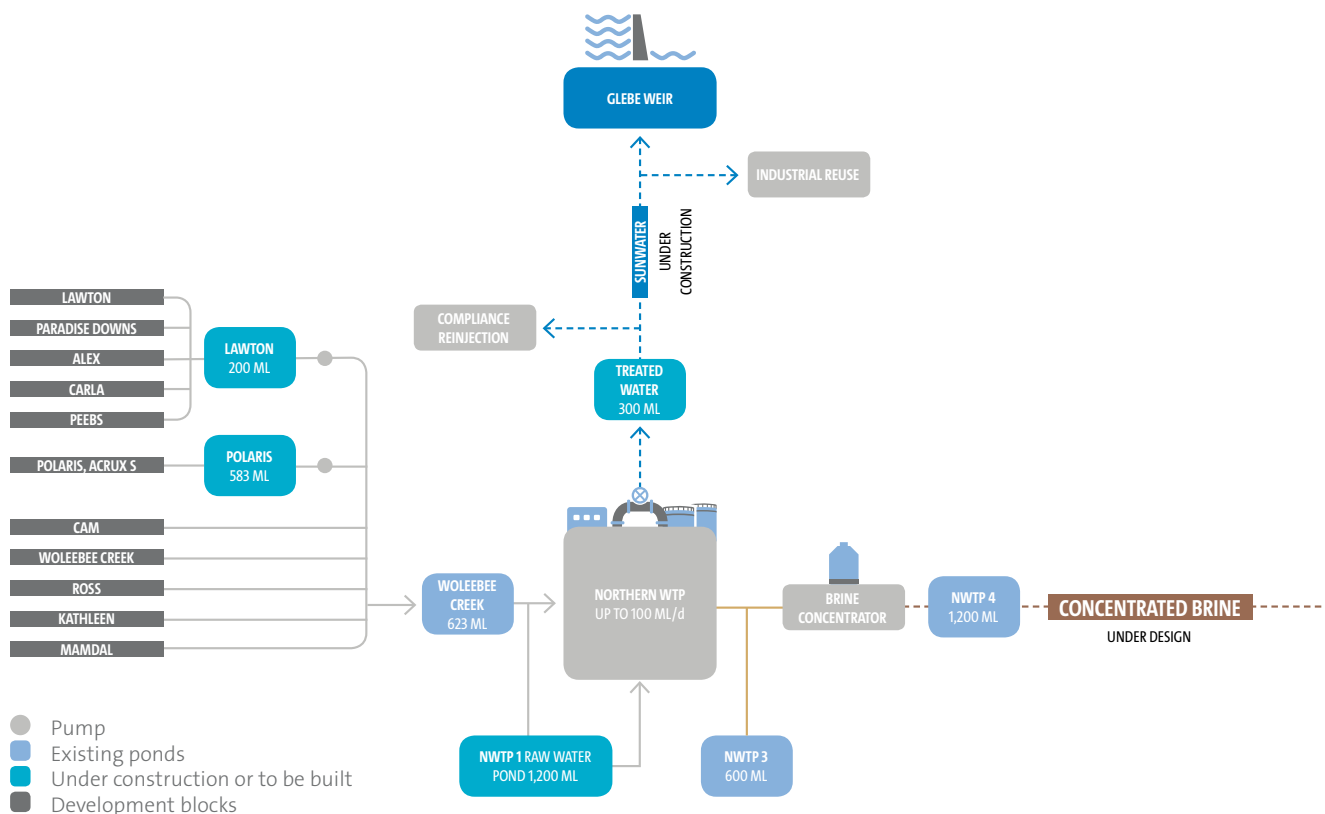 GLEBE WEIR
INDUSTRIAL REUSE
SUNWATER
UNDER
CONSTRUCTION
COMPLIANCE
REINJECTION
TREATED
WATER
300 ML
LAWTON
PARADISE DOWNS
ALEX
CARLA
PEEBS
LAWTON
200 ML
POLARIS, ACRUX S
POLARIS
583 ML
CAM
WOLEEBEE CREEK
ROSS
KATHLEEN
MAMDAL
WOLEEBEE
CREEK
623 ML
NORTHERN WTP
UP TO 100 ML/d
BRINE
CONCENTRATOR
NWTP 4
1,200 ML
CONCENTRATED BRINE
UNDER DESIGN
NWTP 1 RAW WATER
POND 1,200 ML
NWTP 3
600 ML
Pump
Existing ponds
Under construction or to be built
Development blocks